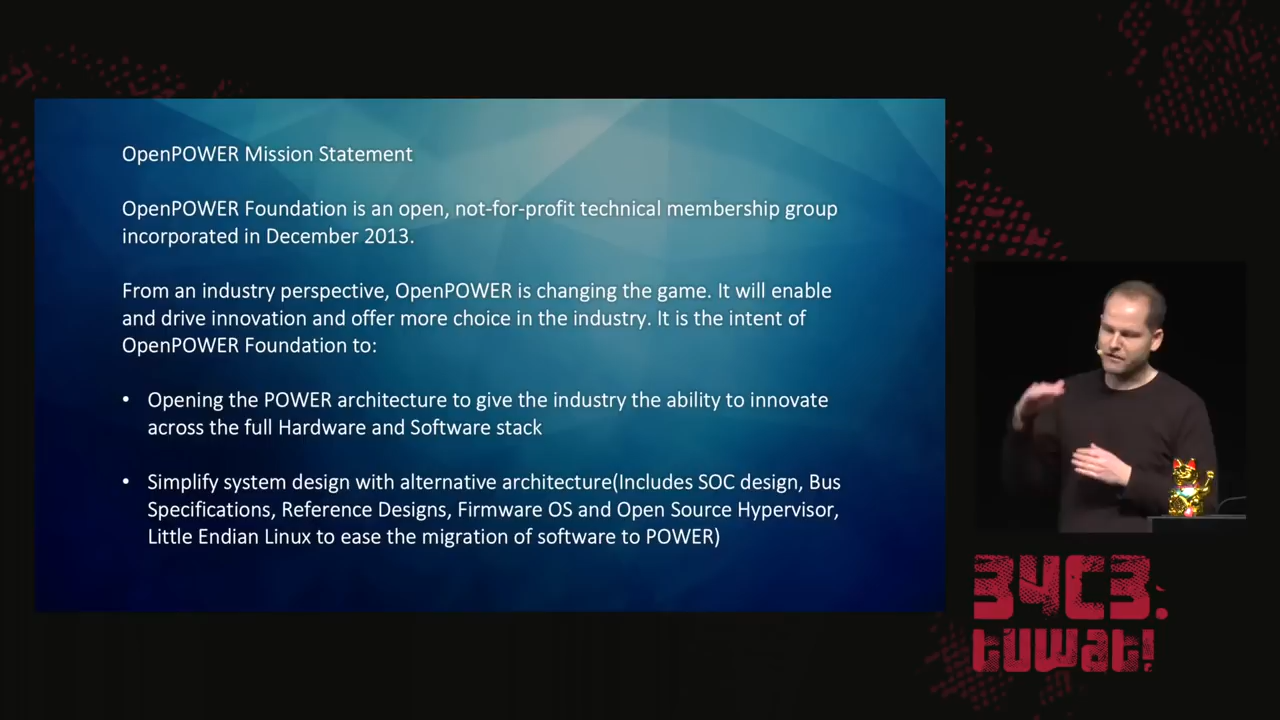 OpenPOWER Mission Statement
OpenPOWER Foundation is an open, not-for-profit technical membership group
incorporated in December 2013.
From an industry perspective, OpenPOWER is changing the game. It will enable
and drive innovation and offer more choice in the industry. It is the intent of
OpenPOWER Foundation to:
• Opening the POWER architecture to give the industry the ability to innovate
across the full Hardware and Software stack
• Simplify system design with alternative architecture(Includes SOC design, Bus
Specifications, Reference Designs, Firmware OS and Open Source Hypervisor,
Little Endian Linux to ease the migration of software to POWER)
34C3.
tuwat!